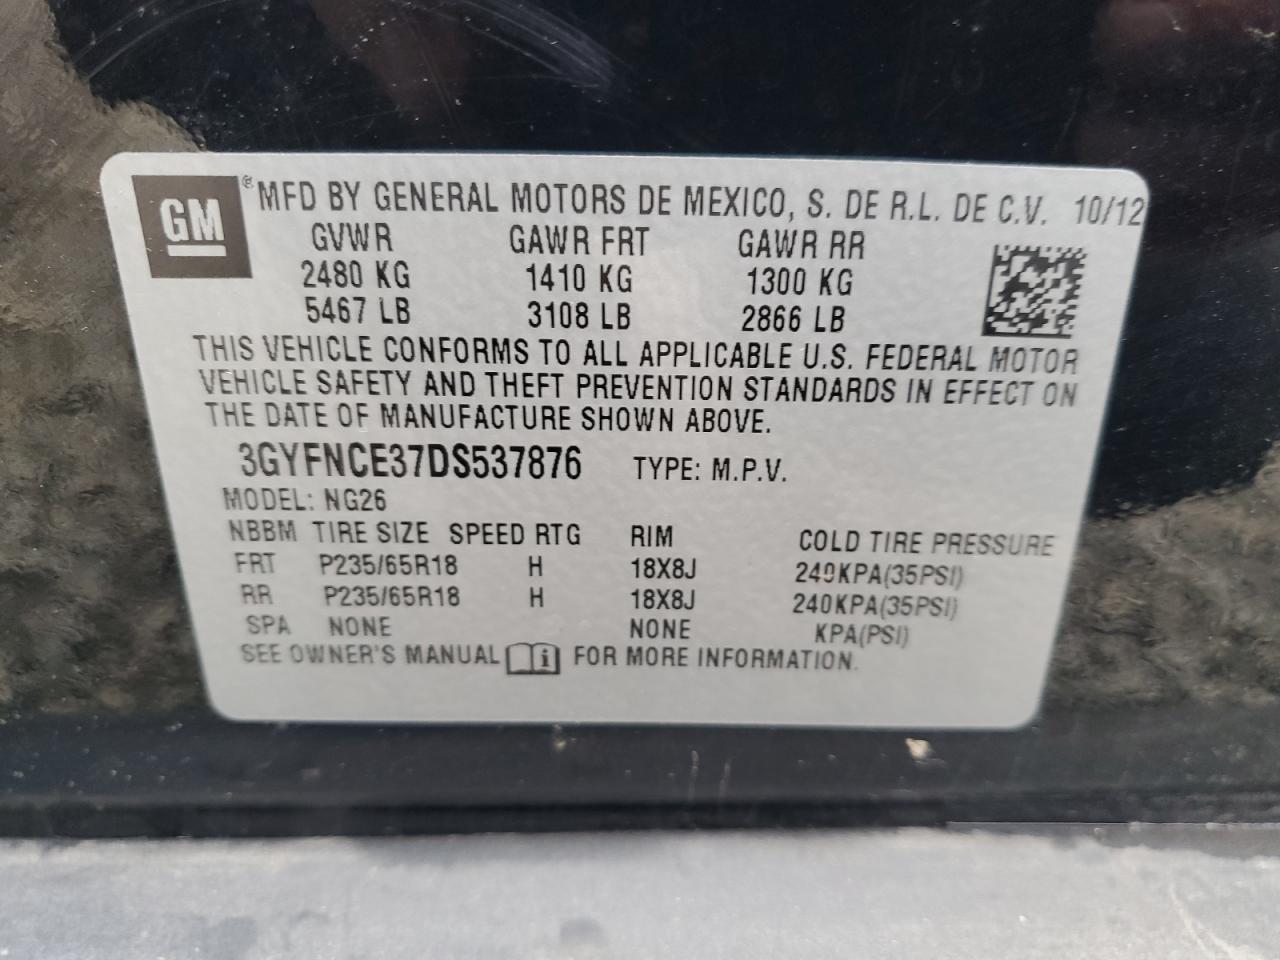 GM ® MFD BY GENERAL MOTORS DE MEXICO, S. DE R.L. DE C.V. 10/12
GVWR GAWR FRT GAWR RR
2480 KG 1410 KG 1300 KG
5467 LB 3108 LB 2866 LB
THIS VEHICLE CONFORMS TO ALL APPLICABLE U.S. FEDERAL MOTOR
VEHICLE SAFETY AND THEFT PREVENTION STANDARDS IN EFFECT ON
THE DATE OF MANUFACTURE SHOWN ABOVE.
3GYFNCE37DS537876 TYPE: M.P.V.
MODEL: NG26
NBBM TIRE SIZE SPEED RTG RIM COLD TIRE PRESSURE
FRT P235/65R18 H 18X8J 240KPA(35PSI)
RR P235/65R18 H 18X8J 240KPA(35PSI)
SPA NONE NONE KPA(PSI)
SEE OWNER'S MANUAL i FOR MORE INFORMATION.